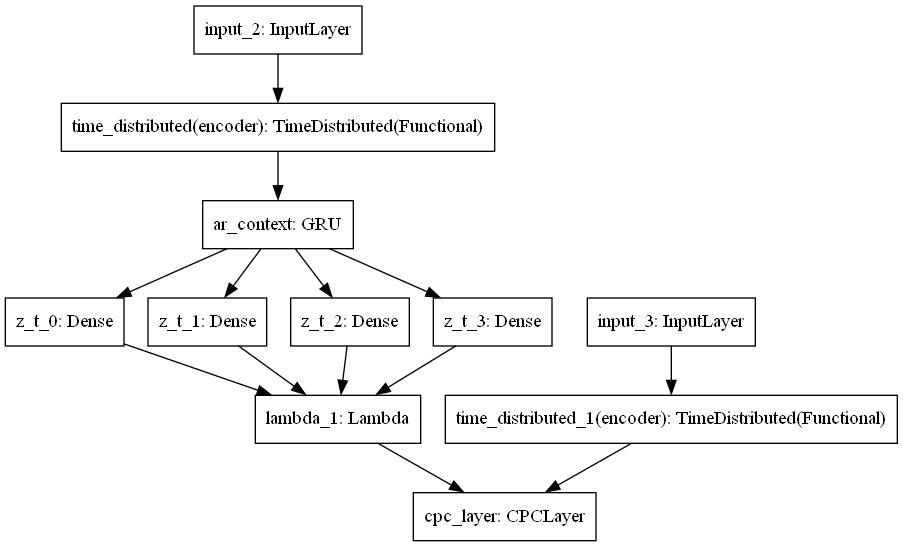 input_2: InputLayer
time_distributed(encoder): TimeDistributed(Functional)
ar_context: GRU
z_t_0: Dense
z_t_1: Dense
z_t_2: Dense
z_t_3: Dense
input_3: InputLayer
lambda_1: Lambda
time_distributed_1(encoder): TimeDistributed(Functional)
cpc_layer: CPCLayer